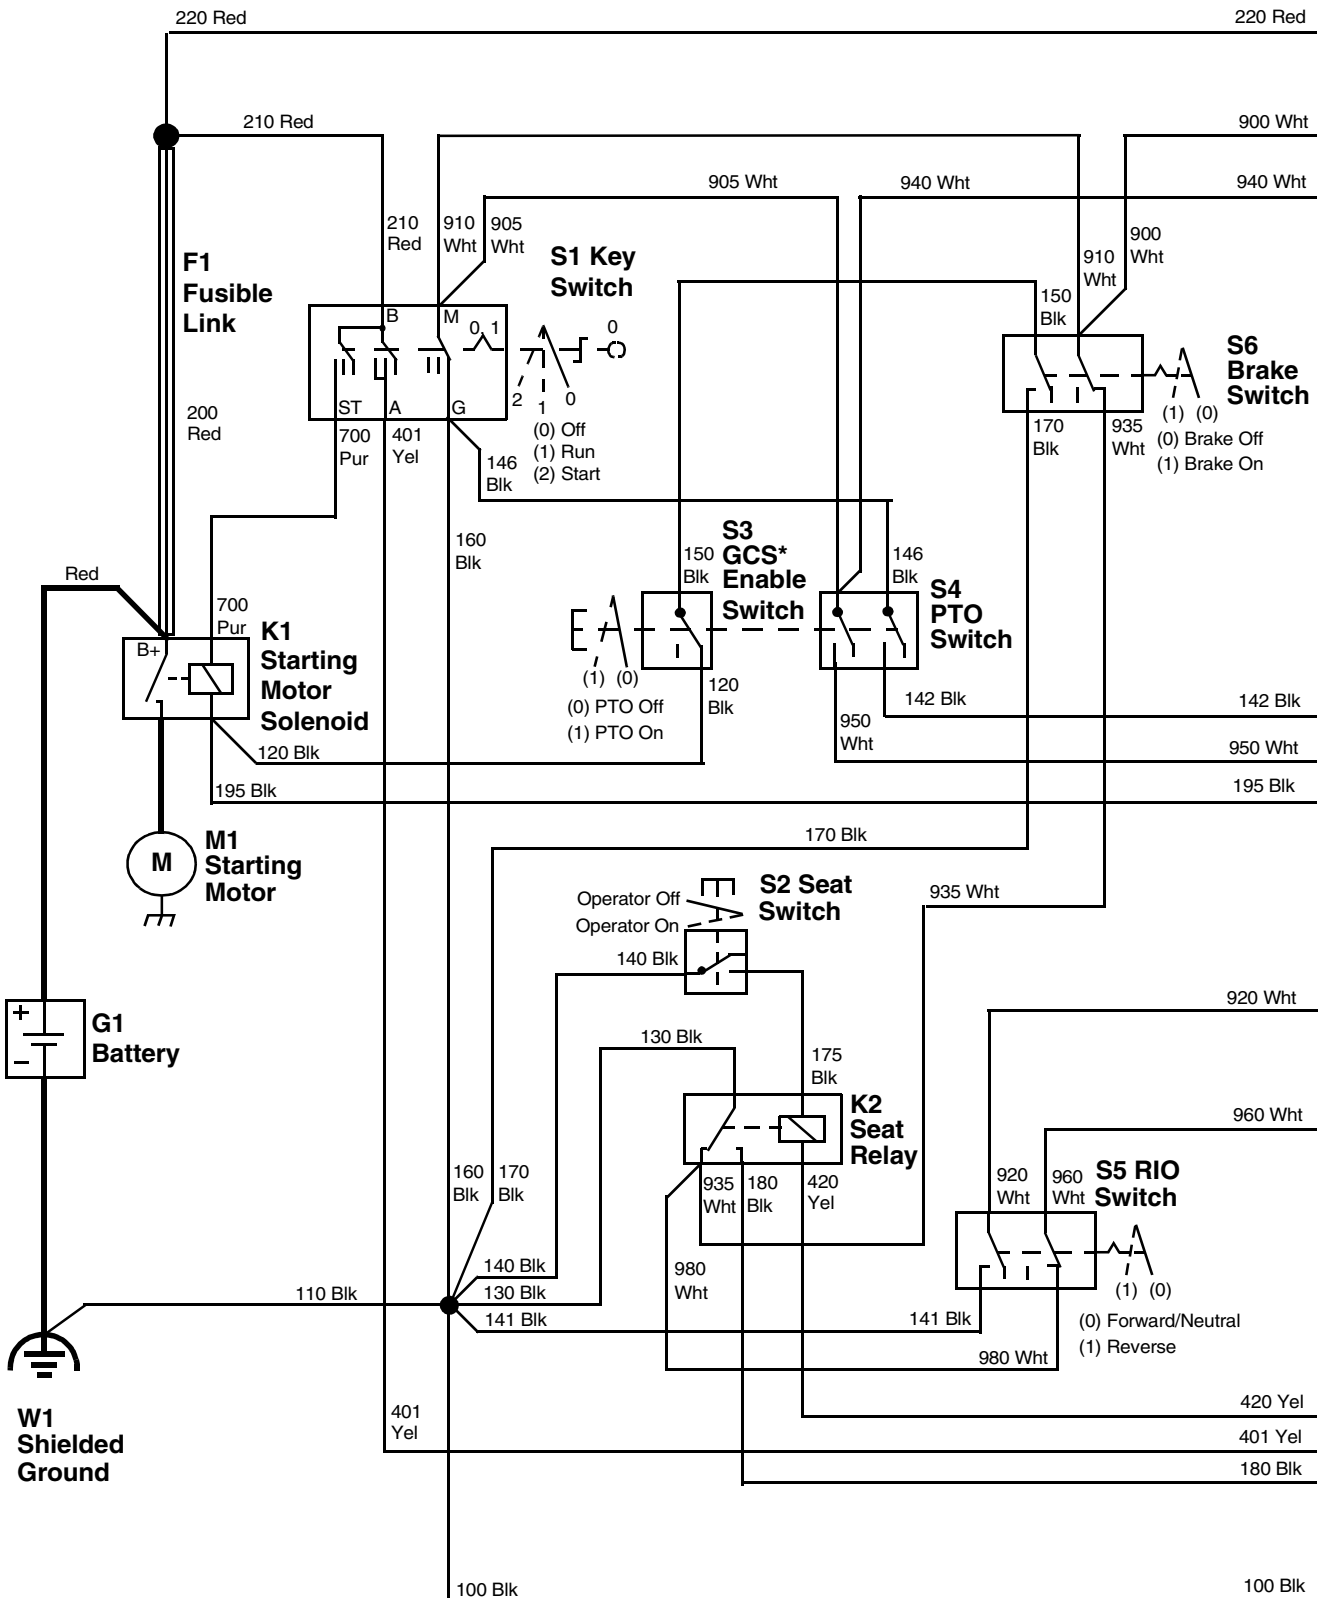 220 Red
220 Red
210 Red
900 Wht
905 Wht
940 Wht
940 Wht
210
Red
910
Wht
905
Wht
900
Wht
910
Wht
150
Blk
F1
Fusible
Link
S1 Key
Switch
B
M
0, 1
0
ST
A
G
2
1
0
(0) Off
(1) Run
(2) Start
S6
Brake
Switch
(1) (0)
(0) Brake Off
(1) Brake On
200
Red
700
Pur
401
Yel
146
Blk
170
Blk
935
Wht
160
Blk
Red
700
Pur
K1
Starting
Motor
Solenoid
B+
150
Blk
S3
GCS*
Enable
Switch
146
Blk
S4
PTO
Switch
(1) (0)
(0) PTO Off
(1) PTO On
120
Blk
950
Wht
142 Blk
142 Blk
950 Wht
120 Blk
195 Blk
195 Blk
M
M1
Starting
Motor
170 Blk
S2 Seat
Switch
Operator Off
Operator On
935 Wht
140 Blk
+
−
G1
Battery
920 Wht
130 Blk
175
Blk
K2
Seat
Relay
960 Wht
160
Blk
170
Blk
935
Wht
180
Blk
420
Yel
920
Wht
960
Wht
S5 RIO
Switch
980
Wht
140 Blk
130 Blk
141 Blk
110 Blk
141 Blk
980 Wht
(1) (0)
(0) Forward/Neutral
(1) Reverse
W1
Shielded
Ground
401
Yel
420 Yel
401 Yel
180 Blk
100 Blk
100 Blk